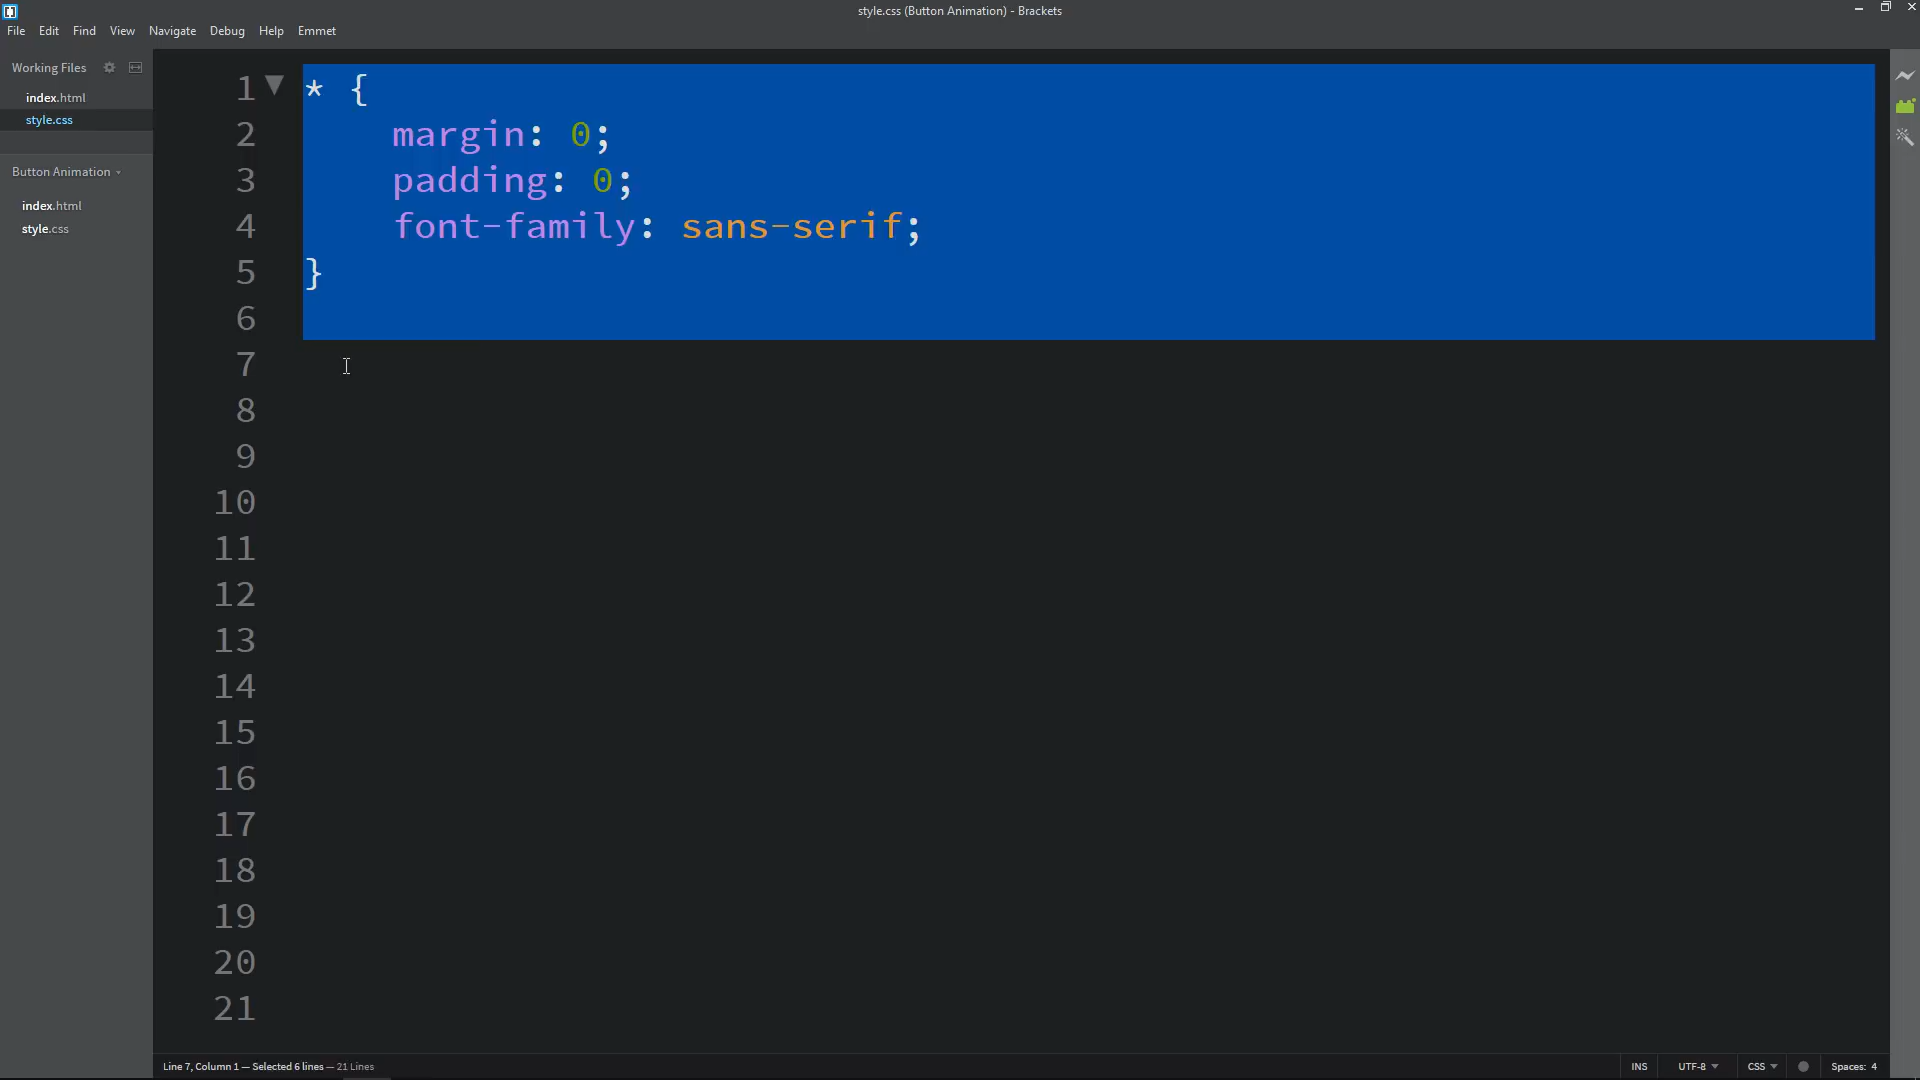 style.css (Button Animation) - Brackets
File Edit Find View Navigate Debug Help Emmet
Working Files
index.html
style.css
Button Animation
index.html
style.css
1 * {
2 margin: 0;
3 padding: 0;
4 font-family: sans-serif;
5 }
6
7
8
9
10
11
12
13
14
15
16
17
18
19
20
21
Line 7, Column 1 — Selected 6 lines — 21 Lines
INS UTF-8 CSS Spaces: 4